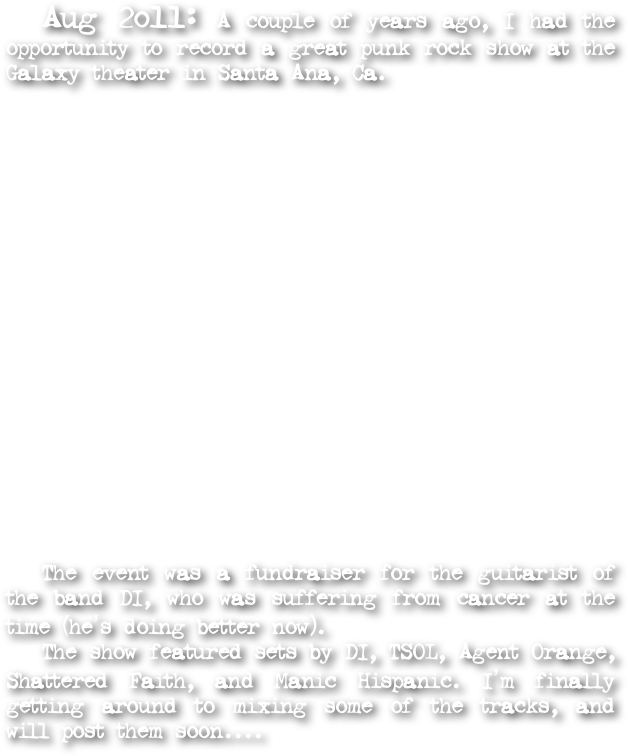 Aug 2011: A couple of years ago, I had the
opportunity to record a great punk rock show at the
Galaxy theater in Santa Ana, Ca.
The event was a fundraiser for the guitarist of
the band DI, who was suffering from cancer at the
time (he's doing better now).
The show featured sets by DI, TSOL, Agent Orange,
Shattered Faith, and Manic Hispanic. I'm finally
getting around to mixing some of the tracks, and
will post them soon....